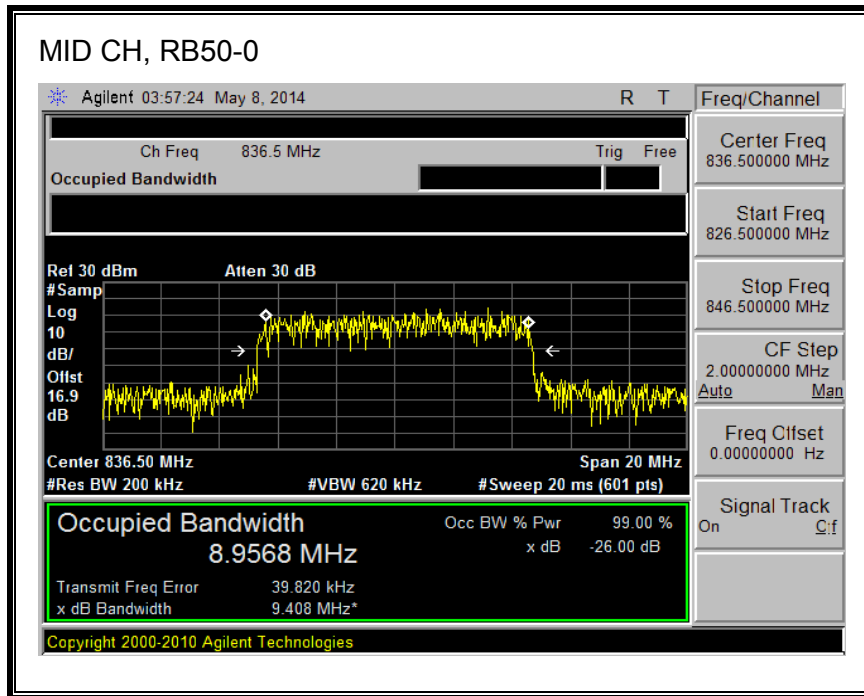 MID CH, RB50-0
Agilent 03:57:24 May 8, 2014 R T
Freq/Channel
Ch Freq 836.5 MHz Trig Free
Occupied Bandwidth
Center Freq
836.500000 MHz
Start Freq
826.500000 MHz
Stop Freq
846.500000 MHz
CF Step
2.00000000 MHz
Auto Man
Freq Offset
0.00000000 Hz
Signal Track
On Off
Ref 30 dBm Atten 30 dB
#Samp
Log
10
dB/
Offst
16.9
dB
Center 836.50 MHz Span 20 MHz
#Res BW 200 kHz #VBW 620 kHz #Sweep 20 ms (601 pts)
Occupied Bandwidth
8.9568 MHz
Occ BW % Pwr 99.00 %
x dB -26.00 dB
Transmit Freq Error 39.820 kHz
x dB Bandwidth 9.408 MHz*
Copyright 2000-2010 Agilent Technologies